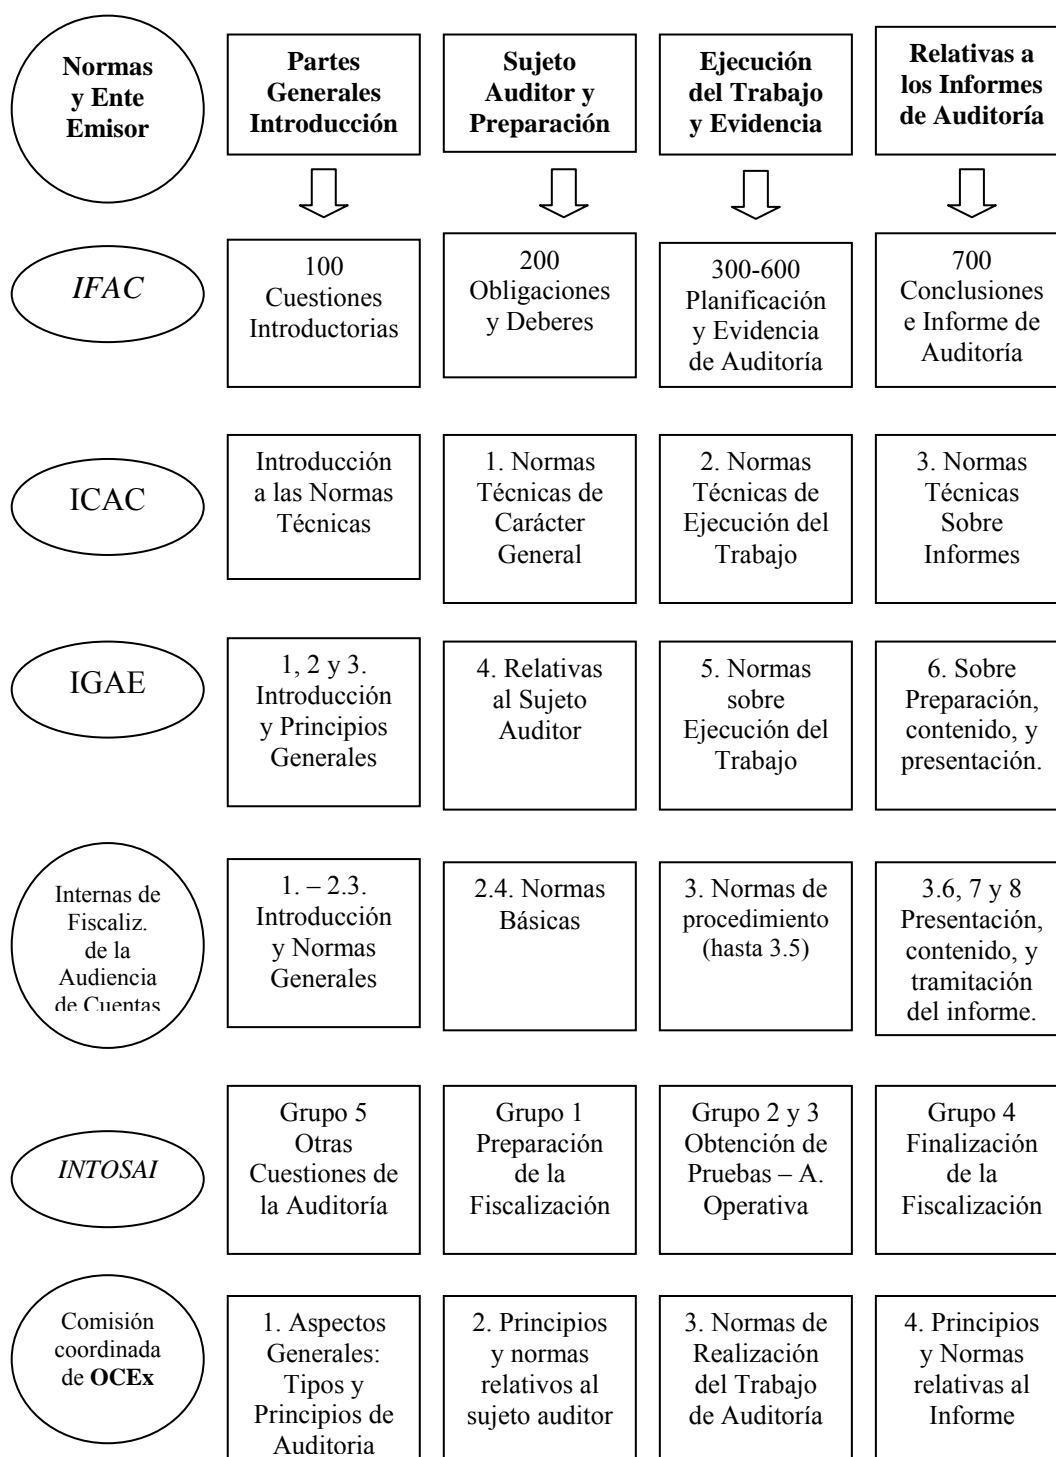 Normas
y Ente
Emisor
Partes
Generales
Introducción
Sujeto
Auditor y
Preparación
Ejecución
del Trabajo
y Evidencia
Relativas a
los Informes
de Auditoría
IFAC
100
Cuestiones
Introductorias
200
Obligaciones
y Deberes
300-600
Planificación
y Evidencia
de Auditoría
700
Conclusiones
e Informe de
Auditoría
ICAC
Introducción
a las Normas
Técnicas
1. Normas
Técnicas de
Carácter
General
2. Normas
Técnicas de
Ejecución del
Trabajo
3. Normas
Técnicas
Sobre
Informes
IGAE
1, 2 y 3.
Introducción
y Principios
Generales
4. Relativas
al Sujeto
Auditor
5. Normas
sobre
Ejecución del
Trabajo
6. Sobre
Preparación,
contenido, y
presentación.
Internas de
Fiscaliz.
de la
Audiencia
de Cuentas
1. – 2.3.
Introducción
y Normas
Generales
2.4. Normas
Básicas
3. Normas de
procedimiento
(hasta 3.5)
3.6, 7 y 8
Presentación,
contenido, y
tramitación
del informe.
INTOSAI
Grupo 5
Otras
Cuestiones de
la Auditoría
Grupo 1
Preparación
de la
Fiscalización
Grupo 2 y 3
Obtención de
Pruebas – A.
Operativa
Grupo 4
Finalización
de la
Fiscalización
Comisión
coordinada
de OCEx
1. Aspectos
Generales:
Tipos y
Principios de
Auditoria
2. Principios
y normas
relativos al
sujeto auditor
3. Normas de
Realización
del Trabajo
de Auditoría
4. Principios
y Normas
relativas al
Informe